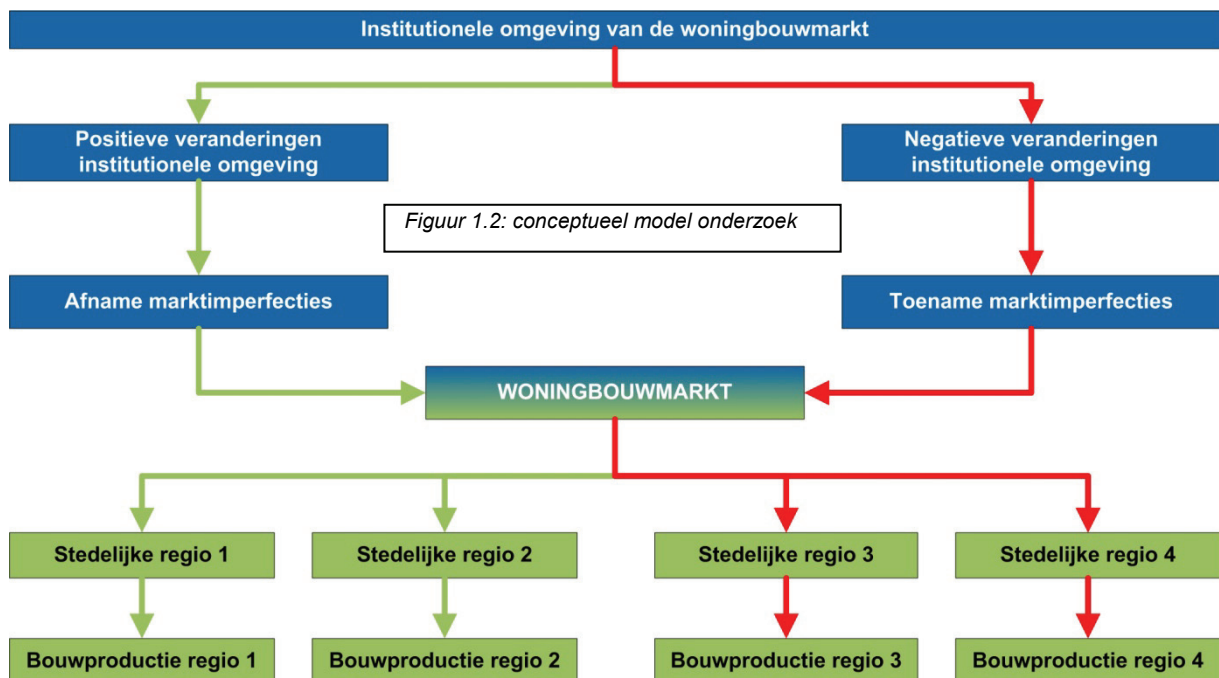 Institutionele omgeving van de woningbouwmarkt
Positieve veranderingen
institutionele omgeving
Negatieve veranderingen
institutionele omgeving
Figuur 1.2: conceptueel model onderzoek
Afname marktimperfecties
Toename marktimperfecties
WONINGBOUWMARKT
Stedelijke regio 1
Stedelijke regio 2
Stedelijke regio 3
Stedelijke regio 4
Bouwproductie regio 1
Bouwproductie regio 2
Bouwproductie regio 3
Bouwproductie regio 4